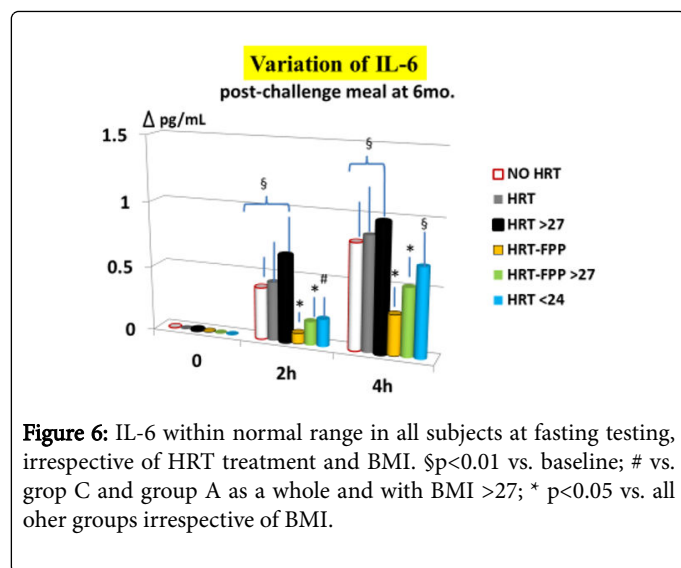 Variation of IL-6
post-challenge meal at 6mo.
Δ pg/mL
1.5
1
0.5
0
§
*
*
#
§
*
*
§
0
2h
4h
NO HRT
HRT
HRT >27
HRT-FPP
HRT-FPP >27
HRT <24
Figure 6: IL-6 within normal range in all subjects at fasting testing,
irrespective of HRT treatment and BMI. §p<0.01 vs. baseline; # vs.
grop C and group A as a whole and with BMI >27; * p<0.05 vs. all
oher groups irrespective of BMI.